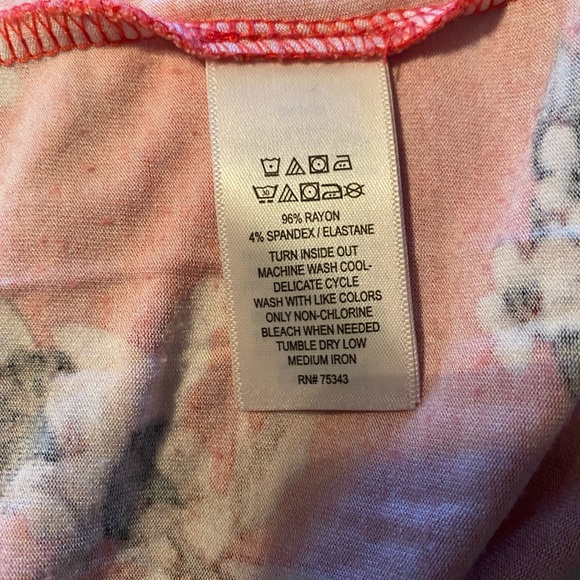 30
96% RAYON
4% SPANDEX / ELASTANE
TURN INSIDE OUT
MACHINE WASH COOL-
DELICATE CYCLE
WASH WITH LIKE COLORS
ONLY NON-CHLORINE
BLEACH WHEN NEEDED
TUMBLE DRY LOW
MEDIUM IRON
RN# 75343